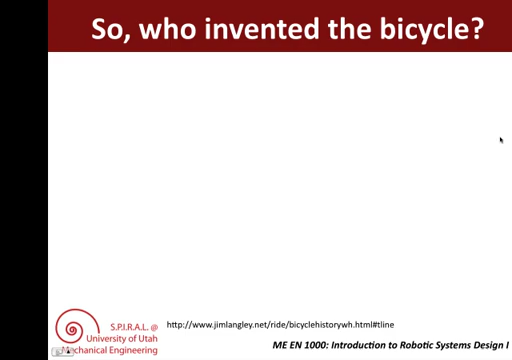 So, who invented the bicycle?
S.P.I.R.A.L. @
University of Utah
Mechanical Engineering
http://www.jimlangley.net/ride/bicyclehistorywh.html#tline
ME EN 1000: Introduction to Robotic Systems Design I